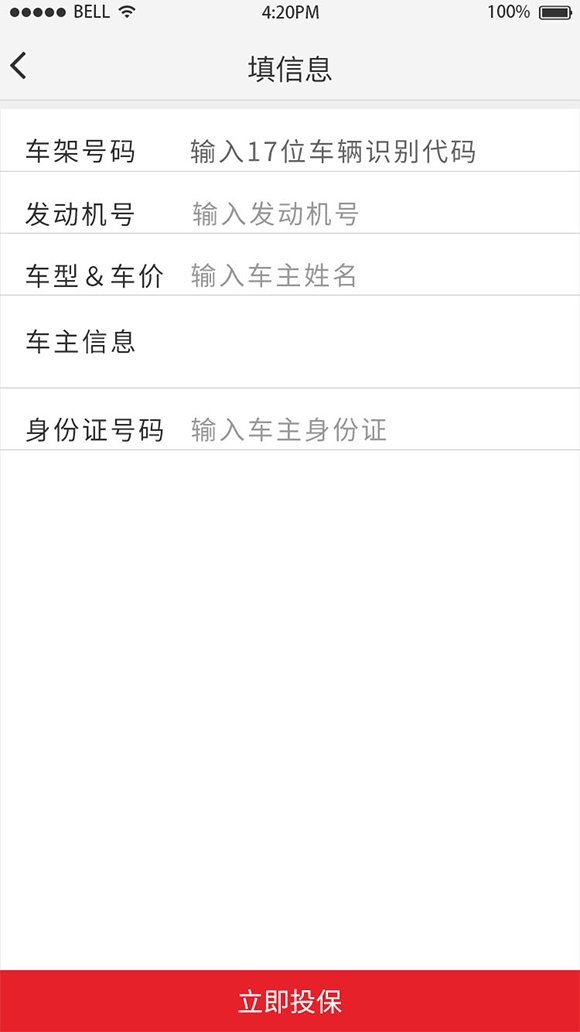 BELL 4:20PM 100%
填信息
车架号码 输入17位车辆识别代码
发动机号 输入发动机号
车型＆车价 输入车主姓名
车主信息
身份证号码 输入车主身份证
立即投保